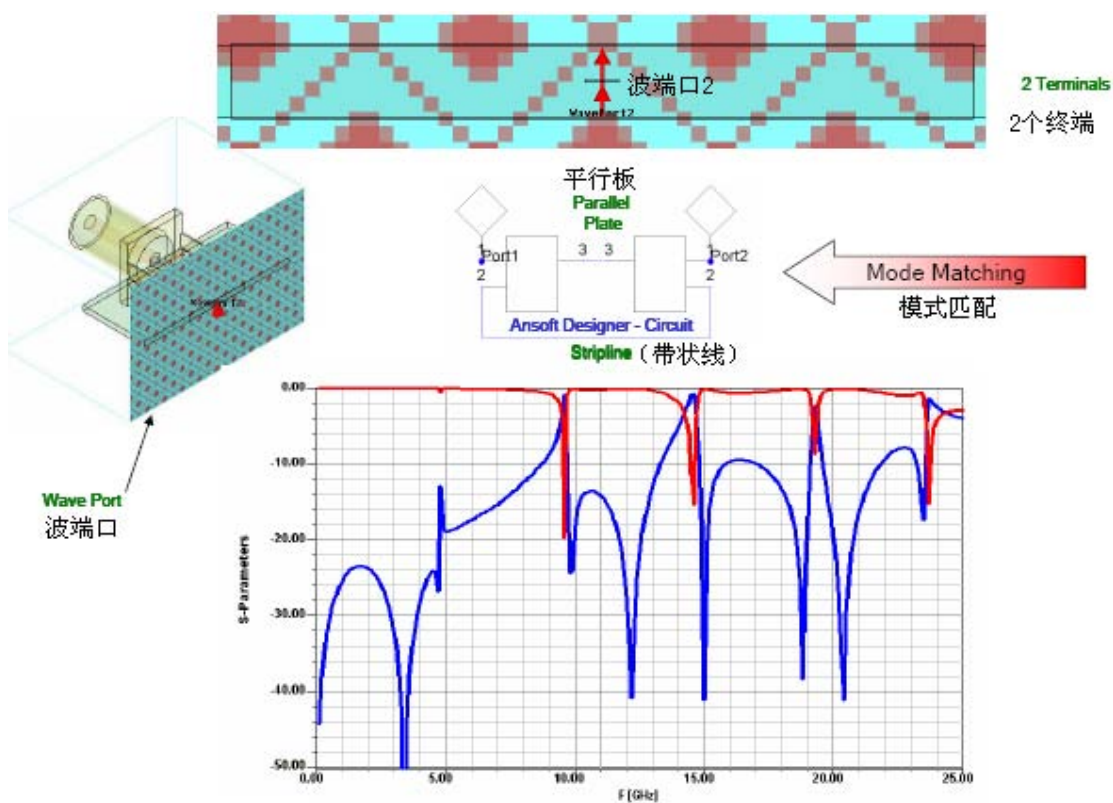 波端口2
WavePort2
2 Terminals
2个终端
平行板
Parallel
Plate
1
Port1
2
3 3
1
Port2
2
Mode Matching
模式匹配
Ansoft Designer - Circuit
Stripline（带状线）
Wave Port
波端口
S-Parameters
0.00
-10.00
-20.00
-30.00
-40.00
-50.00
0.00 5.00 10.00 15.00 20.00 25.00
F [GHz]